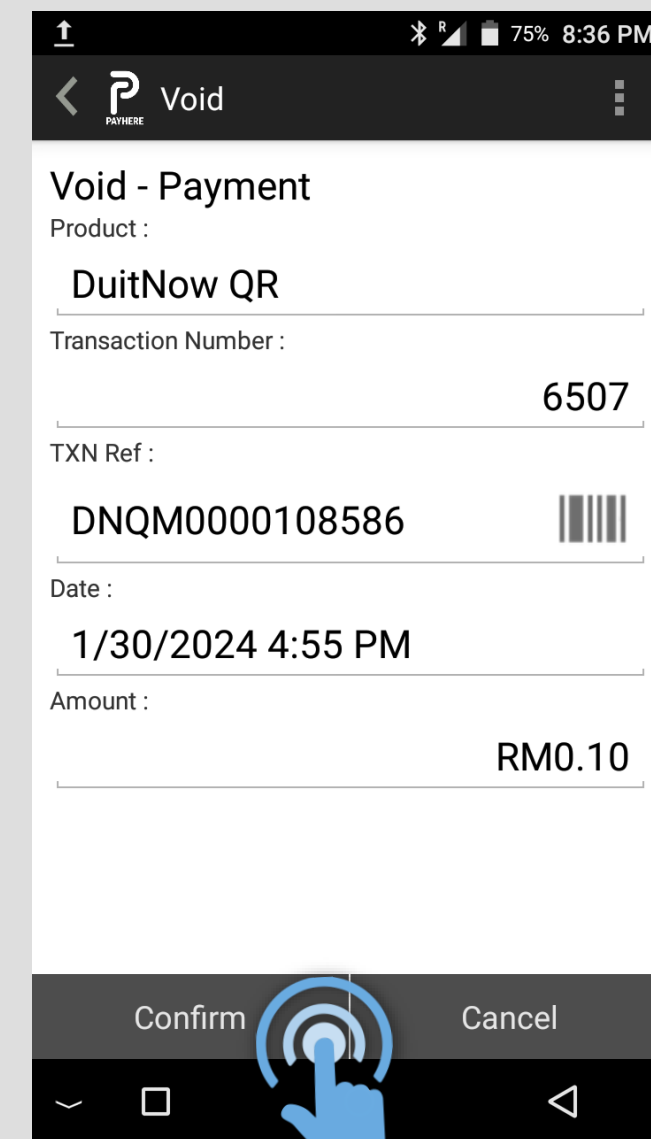 R 75% 8:36 PM
PAYHERE Void
Void - Payment
Product :
DuitNow QR
Transaction Number :
6507
TXN Ref :
DNQM0000108586
Date :
1/30/2024 4:55 PM
Amount :
RM0.10
Confirm Cancel